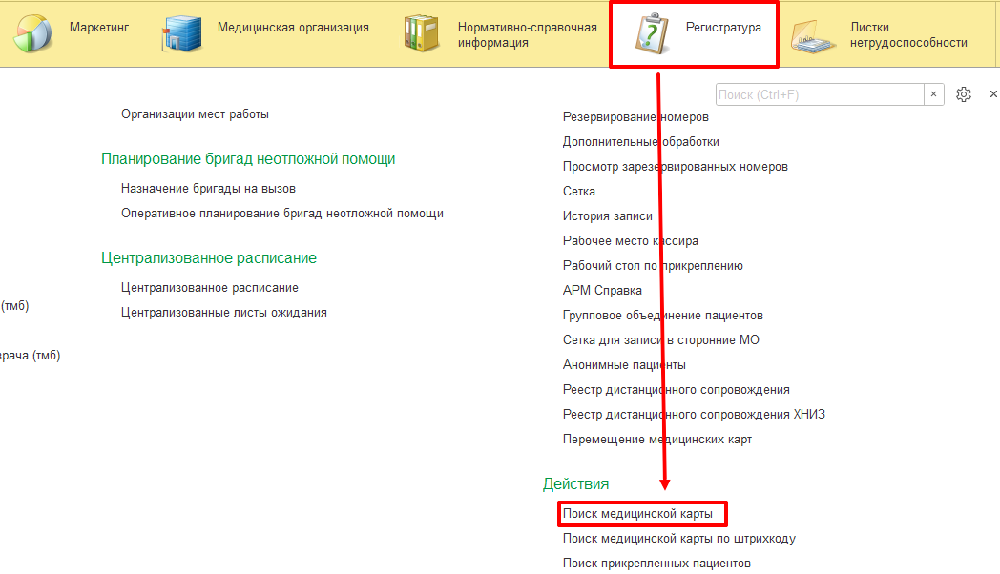 Маркетинг
Медицинская организация
Нормативно-справочная
информация
Регистратура
Листки
нетрудоспособности
Поиск (Ctrl+F)
Организации мест работы
Планирование бригад неотложной помощи
Назначение бригады на вызов
Оперативное планирование бригад неотложной помощи
Централизованное расписание
Централизованное расписание
Централизованные листы ожидания
(тмб)
врача (тмб)
Резервирование номеров
Дополнительные обработки
Просмотр зарезервированных номеров
Сетка
История записи
Рабочее место кассира
Рабочий стол по прикреплению
АРМ Справка
Групповое объединение пациентов
Сетка для записи в сторонние МО
Анонимные пациенты
Реестр дистанционного сопровождения
Реестр дистанционного сопровождения ХНИЗ
Перемещение медицинских карт
Действия
Поиск медицинской карты
Поиск медицинской карты по штрихкоду
Поиск прикрепленных пациентов